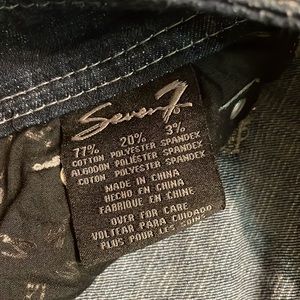 Seven7
77% 20% 3%
COTTON POLYESTER SPANDEX
ALGODON POLIÉSTER SPANDEX
COTON POLYESTER SPANDEX
MADE IN CHINA
HECHO EN CHINA
FABRIQUE EN CHINE
OVER FOR CARE
VOLTEAR PARA CUIDADO
PLUS POUR LES SOINS